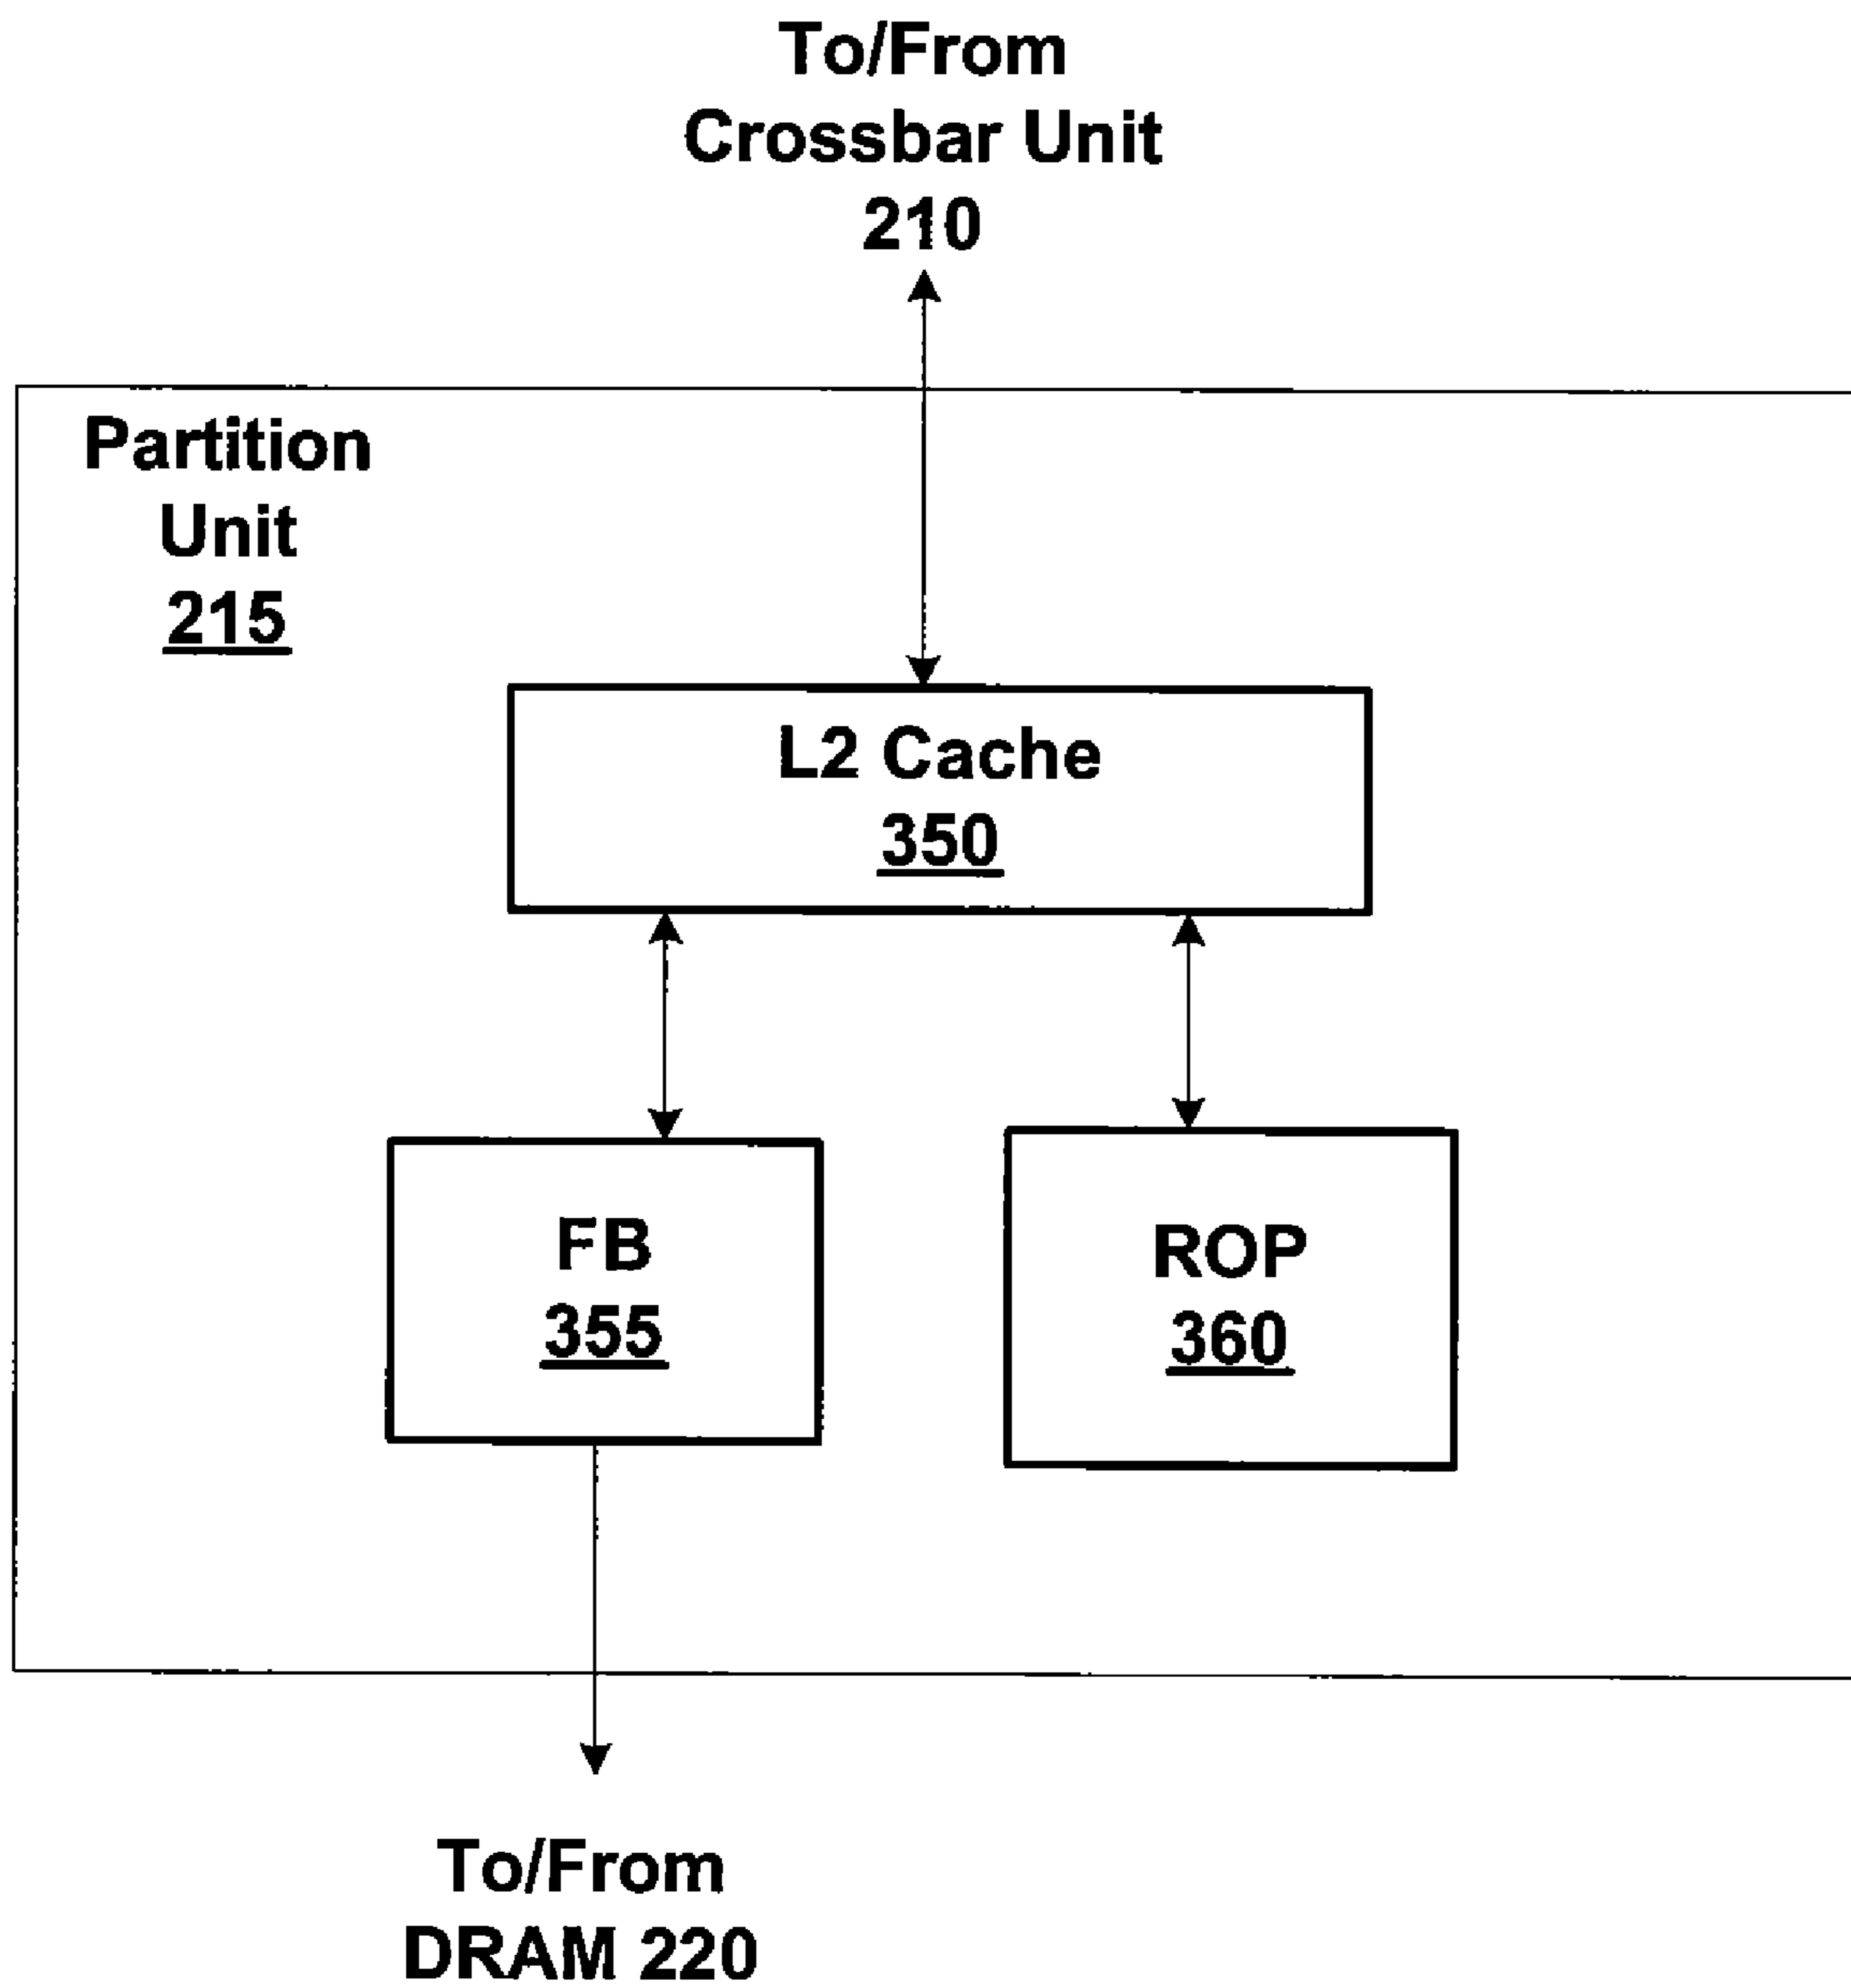 To/From
Crossbar Unit
210
Partition
Unit
215
L2 Cache
350
FB
355
ROP
360
To/From
DRAM 220